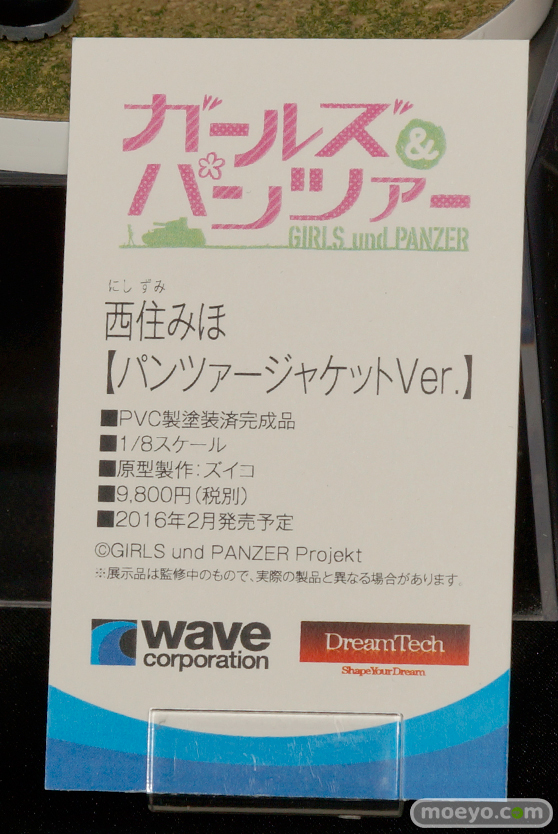 ガールズ&
パンツァー
GIRLS und PANZER
にしずみ
西住みほ
【パンツァージャケットVer.】
■PVC製塗装済完成品
■1/8スケール
■原型製作:ズイコ
■9,800円(税別)
■2016年2月発売予定
©GIRLS und PANZER Projekt
※展示品は監修中のもので、実際の製品と異なる場合があります。
wave
corporation
DreamTech
ShapeYourDream
moeyo.com